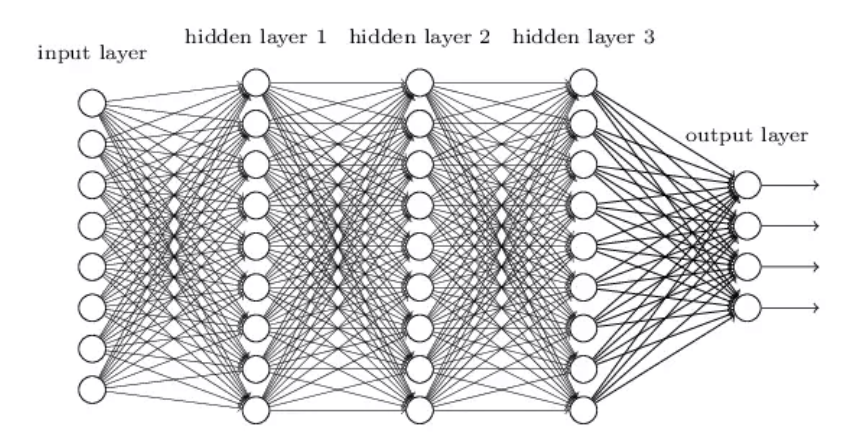 input layer
hidden layer 1
hidden layer 2
hidden layer 3
output layer